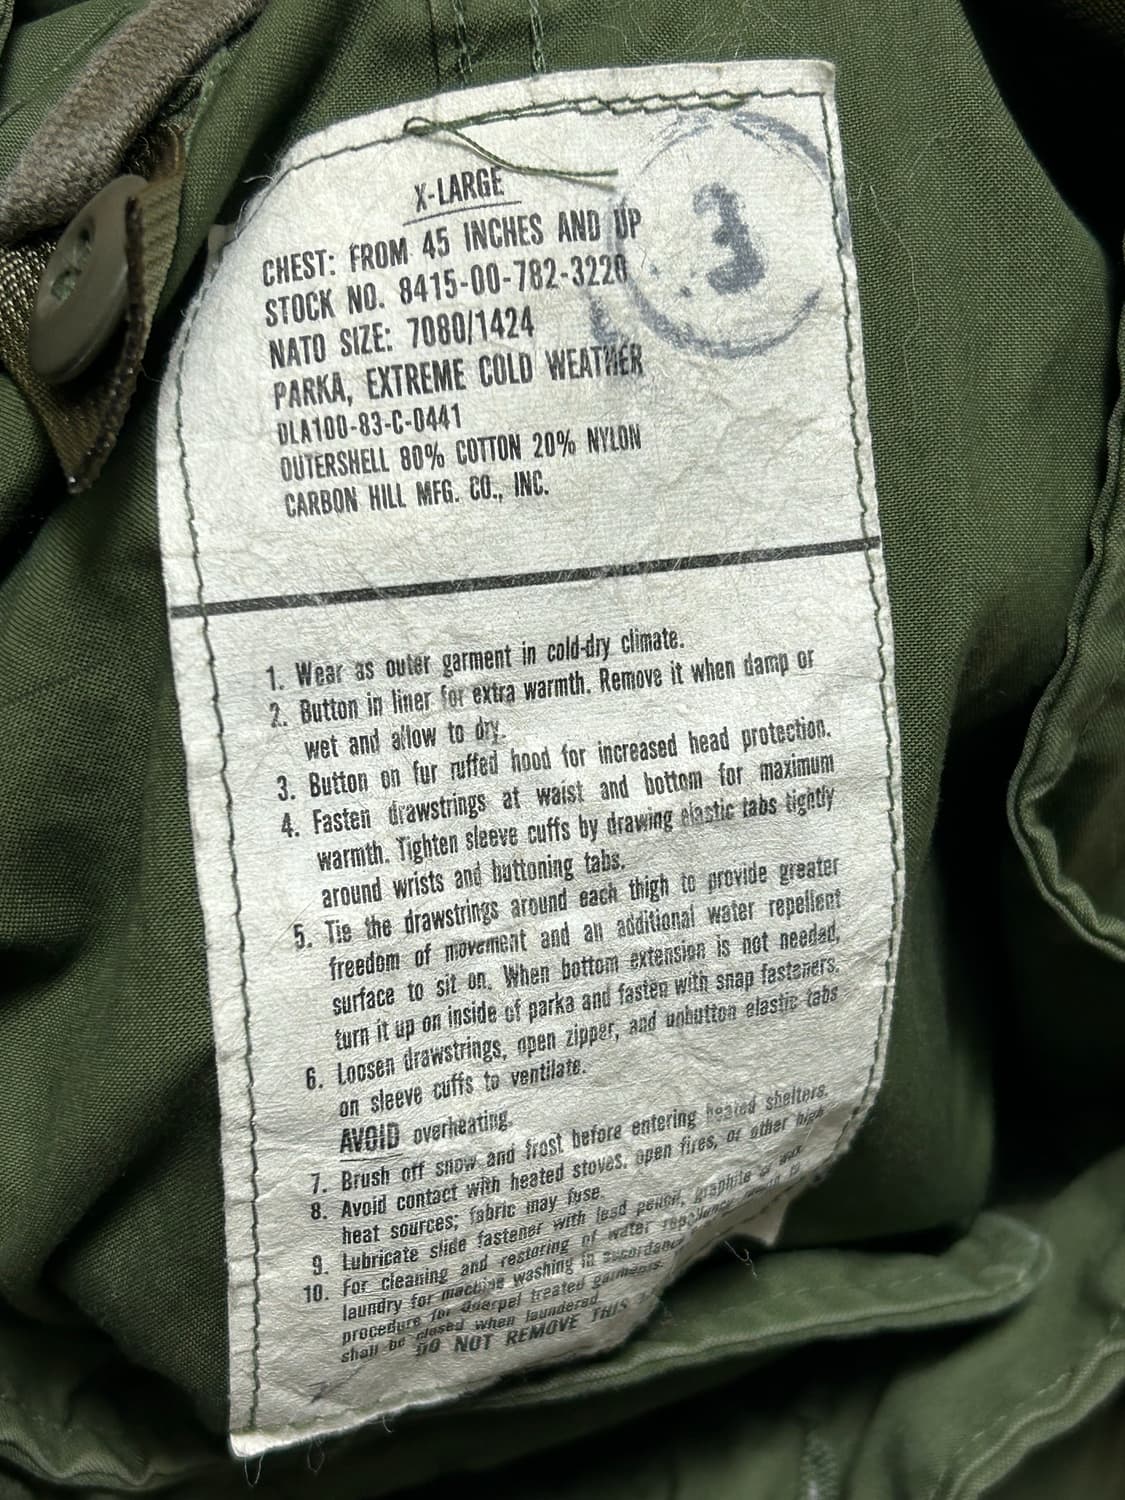 3
X-LARGE
CHEST: FROM 45 INCHES AND UP
STOCK NO. 8415-00-782-3220
NATO SIZE: 7080/1424
PARKA, EXTREME COLD WEATHER
DLA100-83-C-0441
OUTERSHELL 80% COTTON 20% NYLON
CARBON HILL MFG. CO., INC.
1. Wear as outer garment in cold-dry climate.
2. Button in liner for extra warmth. Remove it when damp or
wet and allow to dry.
3. Button on fur ruffed hood for increased head protection.
4. Fasten drawstrings at waist and bottom for maximum
warmth. Tighten sleeve cuffs by drawing elastic tabs tightly
around wrists and buttoning tabs.
5. Tie the drawstrings around each thigh to provide greater
freedom of movement and an additional water repellent
surface to sit on. When bottom extension is not needed,
turn it up on inside of parka and fasten with snap fasteners.
6. Loosen drawstrings, open zipper, and unbutton elastic tabs
on sleeve cuffs to ventilate.
AVOID overheating.
7. Brush off snow and frost before entering heated shelters.
8. Avoid contact with heated stoves, open fires, or other high
heat sources; fabric may fuse.
9. Lubricate slide fastener with lead pencil, graphite or wax
10. For cleaning and restoring of water repellency
laundry for machine washing in accordance
procedure for Quarpel treated garments.
shall be closed when laundered
DO NOT REMOVE THIS